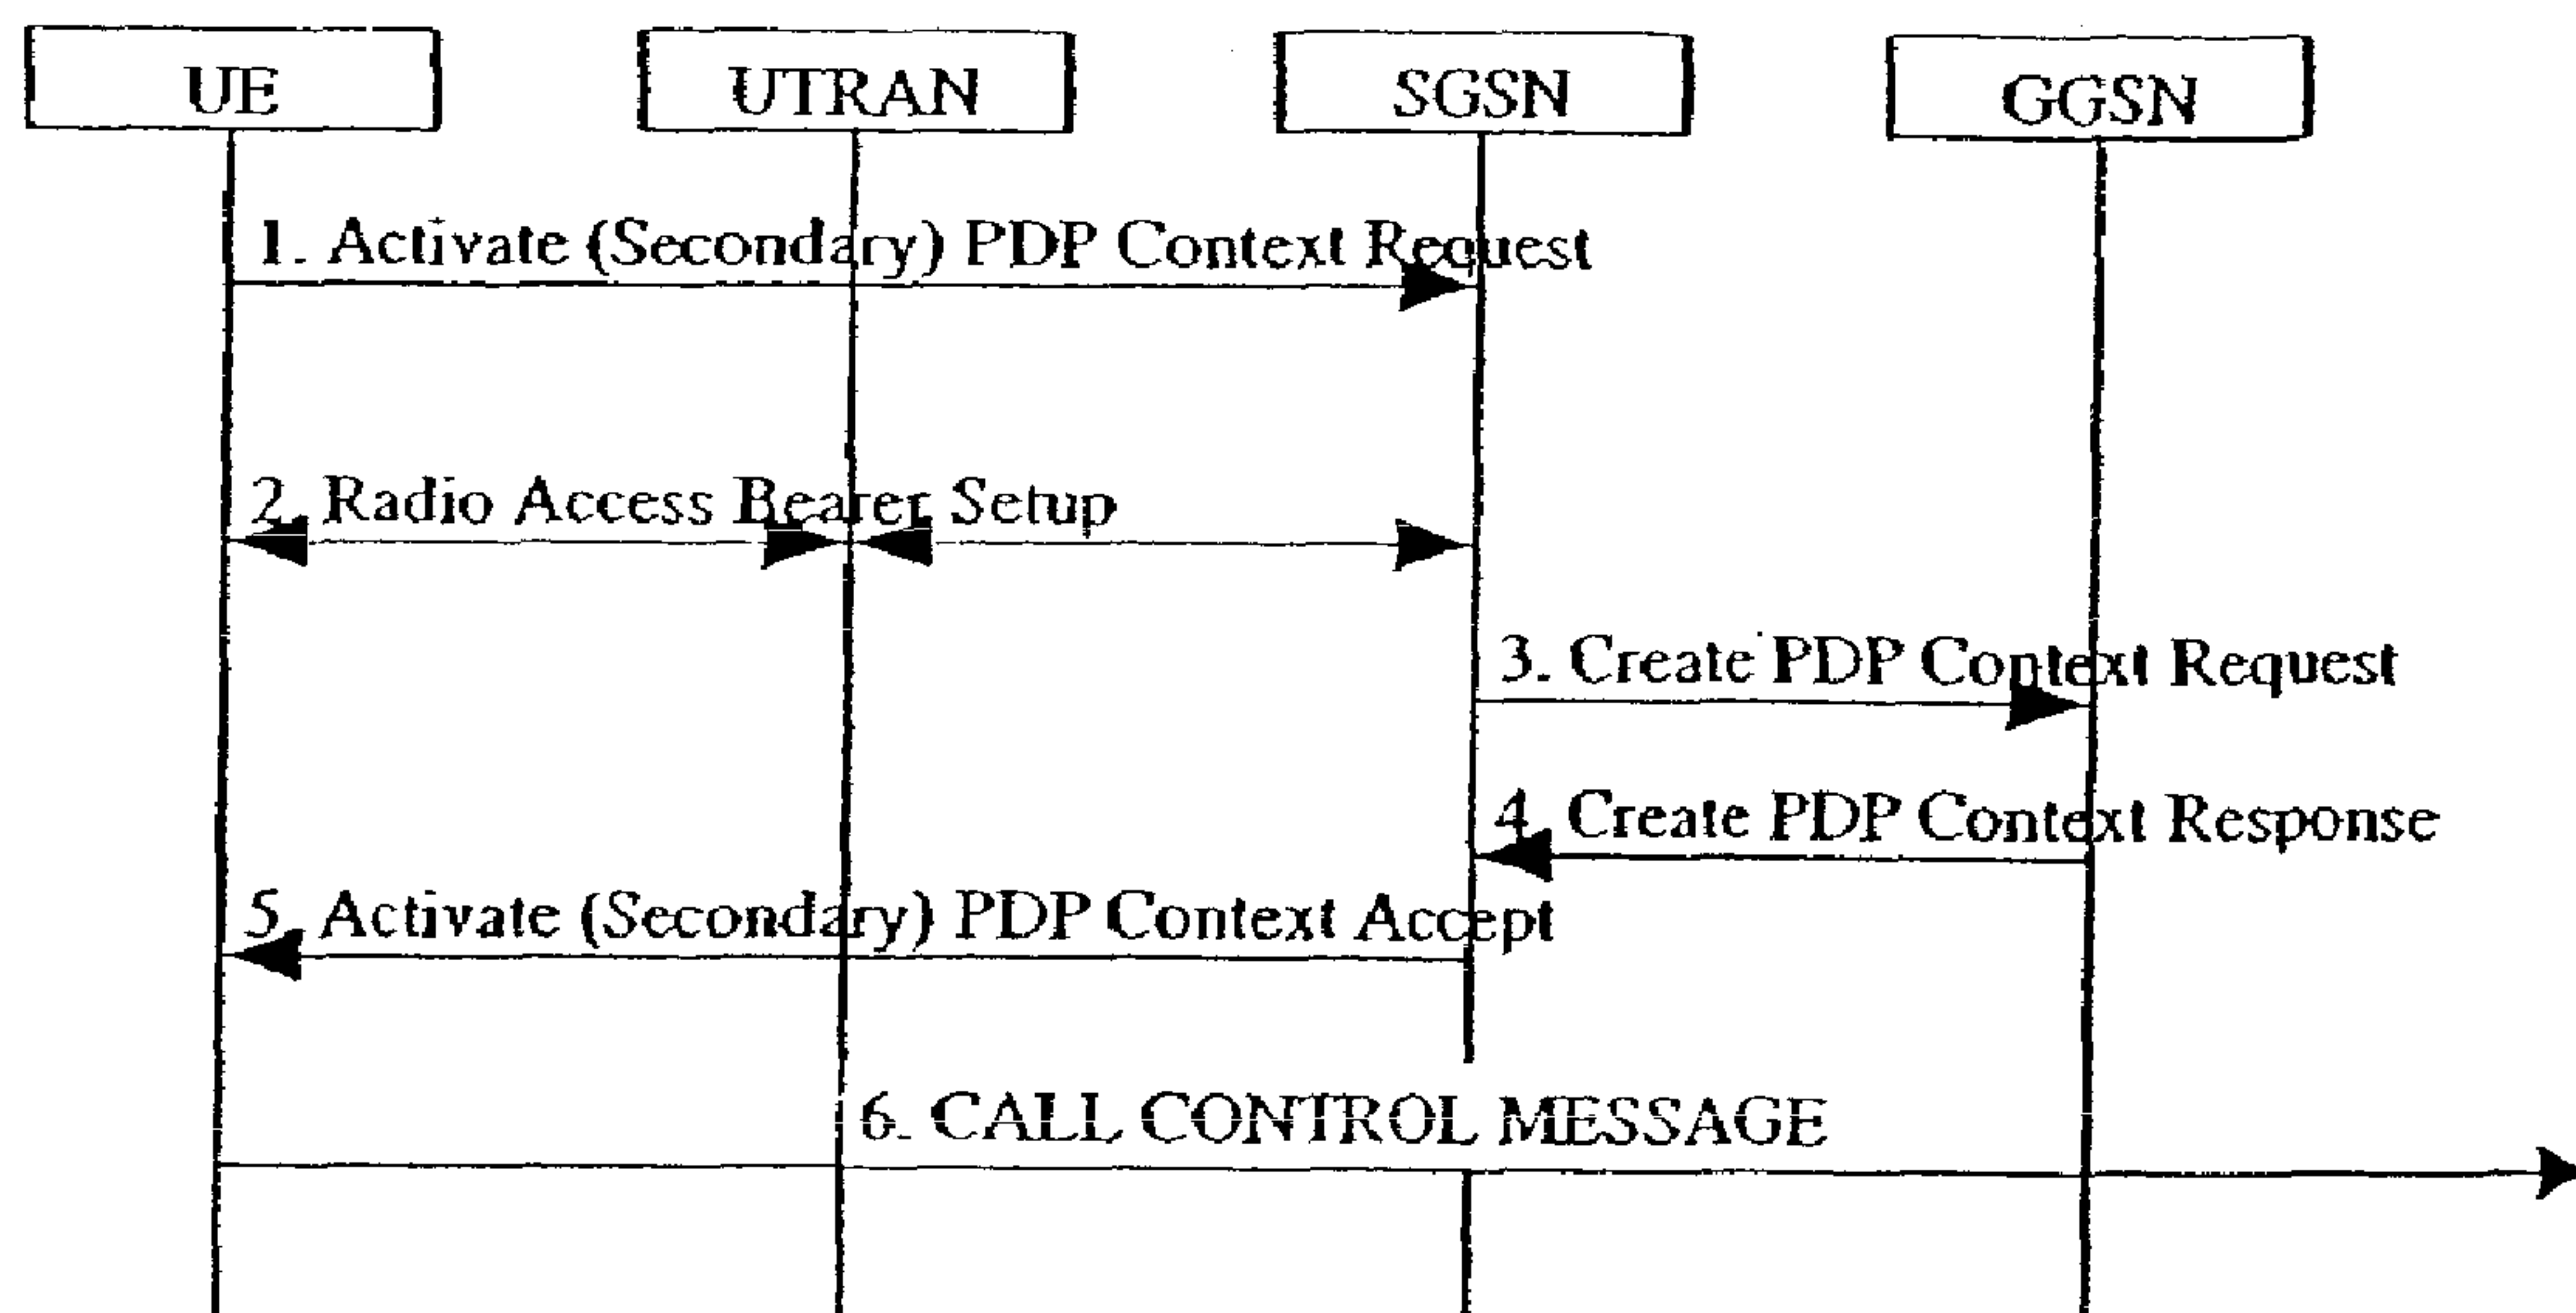 UE
UTRAN
SGSN
GGSN
1. Activate (Secondary) PDP Context Request
2. Radio Access Bearer Setup
3. Create PDP Context Request
4. Create PDP Context Response
5. Activate (Secondary) PDP Context Accept
6. CALL CONTROL MESSAGE